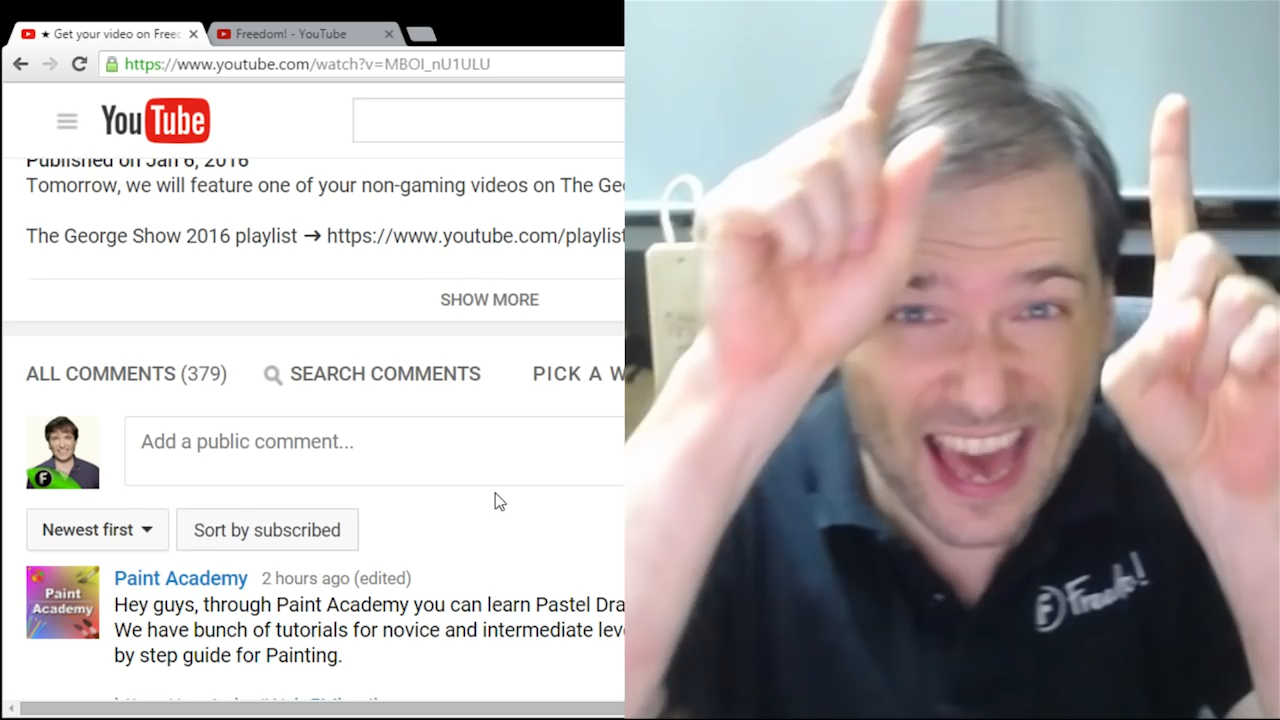 ★ Get your video on Freec
Freedom! - YouTube
https://www.youtube.com/watch?v=MBOI_nU1ULU
YouTube
Published on Jan 6, 2016
Tomorrow, we will feature one of your non-gaming videos on The Ge
The George Show 2016 playlist → https://www.youtube.com/playlist
SHOW MORE
ALL COMMENTS (379)
SEARCH COMMENTS
PICK A W
Add a public comment...
F
Newest first
Sort by subscribed
Paint Academy
Paint Academy 2 hours ago (edited)
Hey guys, through Paint Academy you can learn Pastel Dra
We have bunch of tutorials for novice and intermediate leve
by step guide for Painting.
F Freedom!